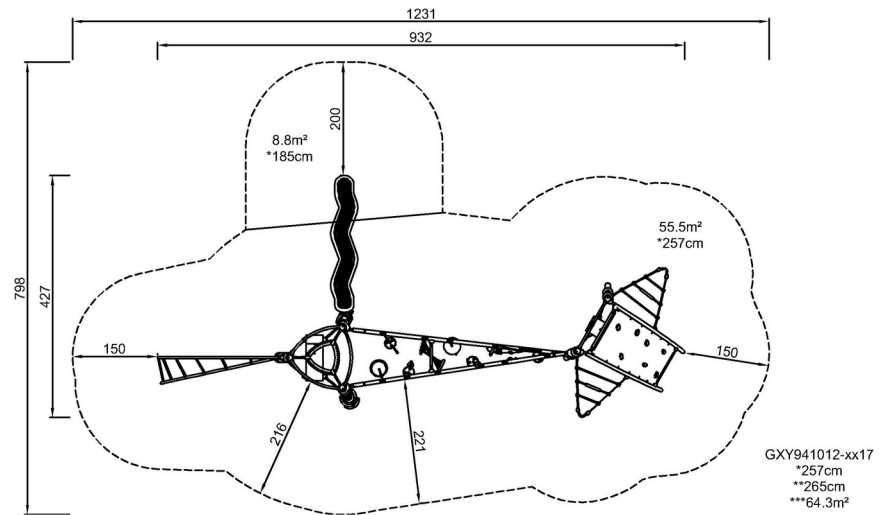 1231
932
200
8.8m²
*185cm
55.5m²
*257cm
798
427
150
150
216
221
GXY941012-xx17
*257cm
**265cm
***64.3m²